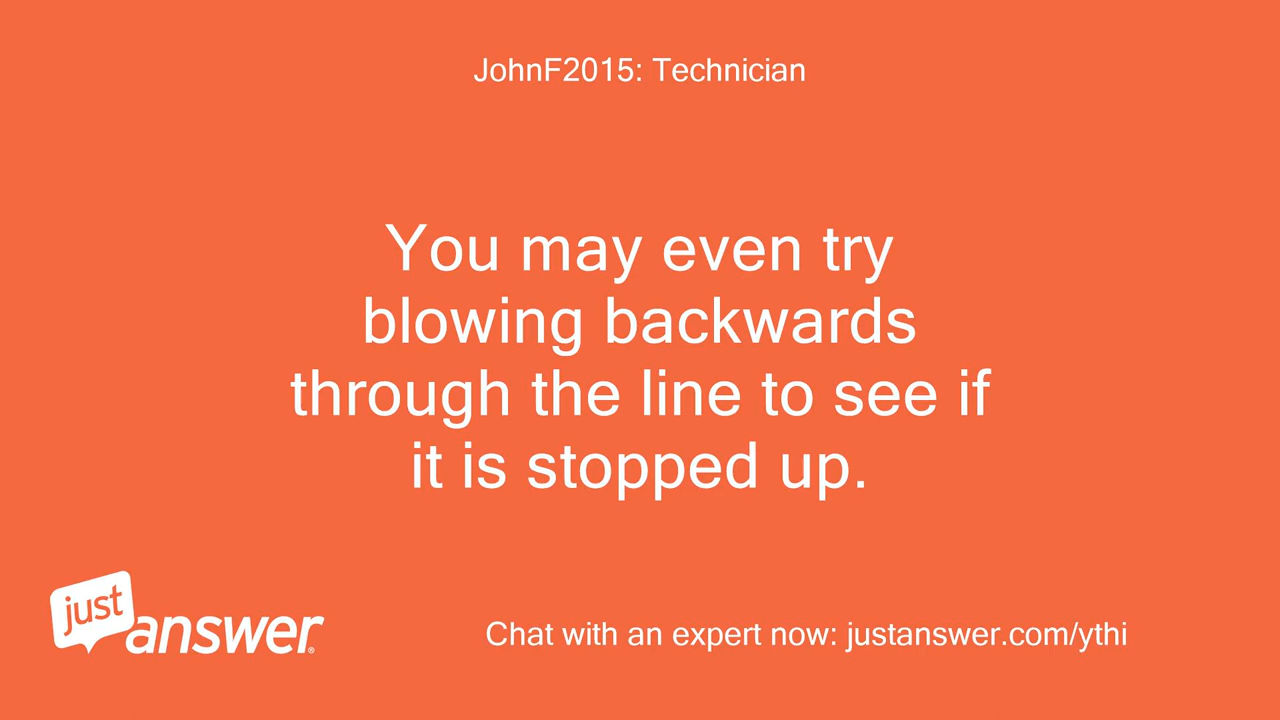 JohnF2015: Technician
You may even try
blowing backwards
through the line to see if
it is stopped up.
just
answer®
Chat with an expert now: justanswer.com/ythi